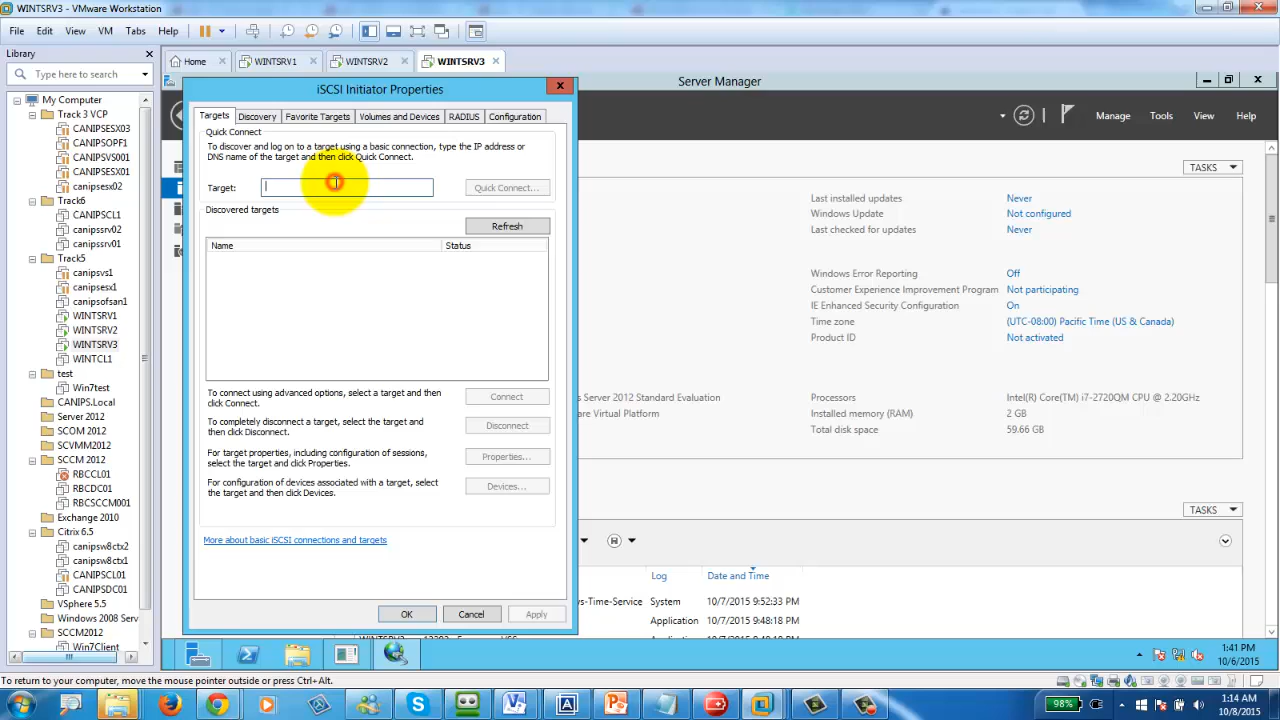 WINTSRV3 - VMware Workstation
File Edit View VM Tabs Help
Library
Type here to search
My Computer
Track 3 VCP
CANIPSESX03
CANIPSOPF1
CANIPSVS001
CANIPSESX01
canipsesx02
Track6
CANIPSCL1
canipssrv02
canipssrv01
Track5
canipsvs1
canipsesx1
canipsofsan1
WINTSRV1
WINTSRV2
WINTSRV3
WINTCL1
test
Win7test
CANIPS.Local
Server 2012
SCOM 2012
SCVMM2012
SCCM 2012
RBCCL01
RBCDC01
RBCSCCM001
Exchange 2010
Citrix 6.5
canipsw8ctx2
canipsw8ctx1
CANIPSCL01
CANIPSDC01
VSphere 5.5
Windows 2008 Serv
SCCM2012
Win7Client
Home WINTSRV1 WINTSRV2 WINTSRV3
Server Manager
Manage Tools View Help
iSCSI Initiator Properties
Targets Discovery Favorite Targets Volumes and Devices RADIUS Configuration
Quick Connect
To discover and log on to a target using a basic connection, type the IP address or
DNS name of the target and then click Quick Connect.
Target: Quick Connect...
Discovered targets
Refresh
Name Status
To connect using advanced options, select a target and then
click Connect.
Connect
To completely disconnect a target, select the target and
then click Disconnect.
Disconnect
For target properties, including configuration of sessions,
select the target and click Properties.
Properties...
For configuration of devices associated with a target, select
the target and then click Devices.
Devices...
More about basic iSCSI connections and targets
OK Cancel Apply
TASKS
Last installed updates Never
Windows Update Not configured
Last checked for updates Never
Windows Error Reporting Off
Customer Experience Improvement Program Not participating
IE Enhanced Security Configuration On
Time zone (UTC-08:00) Pacific Time (US & Canada)
Product ID Not activated
s Server 2012 Standard Evaluation
are Virtual Platform
Processors Intel(R) Core(TM) i7-2720QM CPU @ 2.20GHz
Installed memory (RAM) 2 GB
Total disk space 59.66 GB
TASKS
Log Date and Time
s-Time-Service System 10/7/2015 9:52:33 PM
Application 10/7/2015 9:48:18 PM
1:41 PM
10/6/2015
To return to your computer, move the mouse pointer outside or press Ctrl+Alt.
98%
1:14 AM
10/8/2015